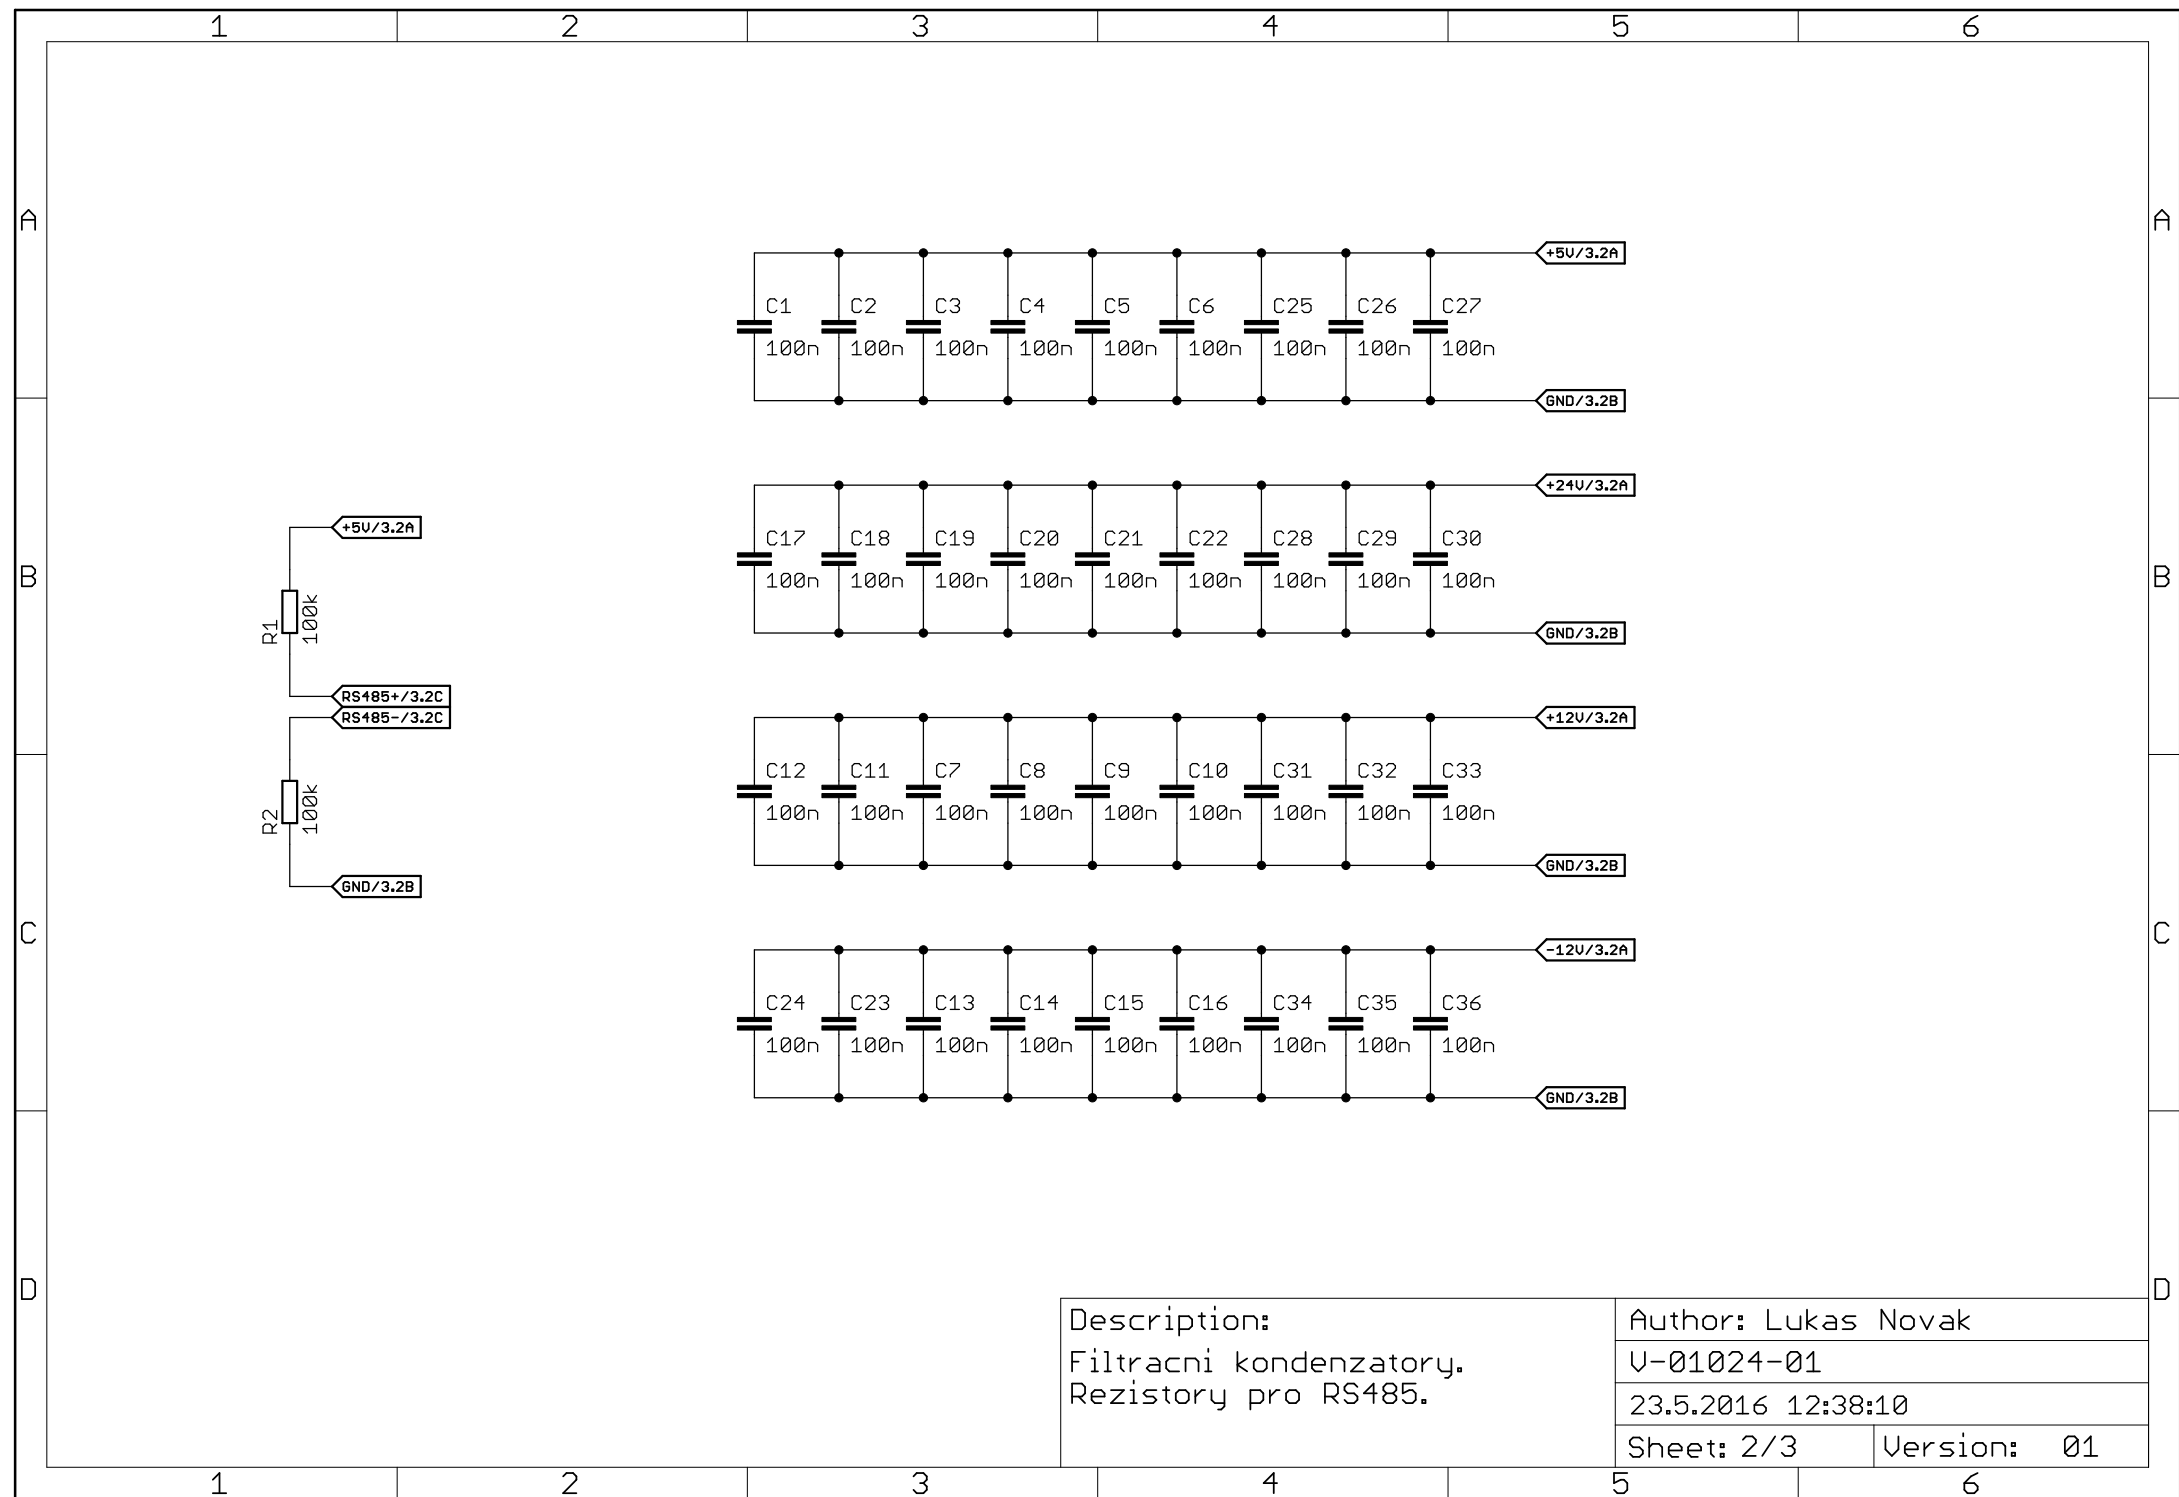 1 2 3 4 5 6
A A
+5V/3.2A
C1 C2 C3 C4 C5 C6 C25 C26 C27
100n 100n 100n 100n 100n 100n 100n 100n 100n
GND/3.2B
+24V/3.2A
+5V/3.2A
C17 C18 C19 C20 C21 C22 C28 C29 C30
B B
100n 100n 100n 100n 100n 100n 100n 100n 100n
R1 100k
GND/3.2B
RS485+/3.2C
RS485-/3.2C
+12V/3.2A
C12 C11 C7 C8 C9 C10 C31 C32 C33
R2 100k
100n 100n 100n 100n 100n 100n 100n 100n 100n
GND/3.2B
GND/3.2B
C C
-12V/3.2A
C24 C23 C13 C14 C15 C16 C34 C35 C36
100n 100n 100n 100n 100n 100n 100n 100n 100n
GND/3.2B
D D
Description:
Filtracni kondenzatory.
Rezistory pro RS485.
Author: Lukas Novak
V-01024-01
23.5.2016 12:38:10
Sheet: 2/3 Version: 01
1 2 3 4 5 6